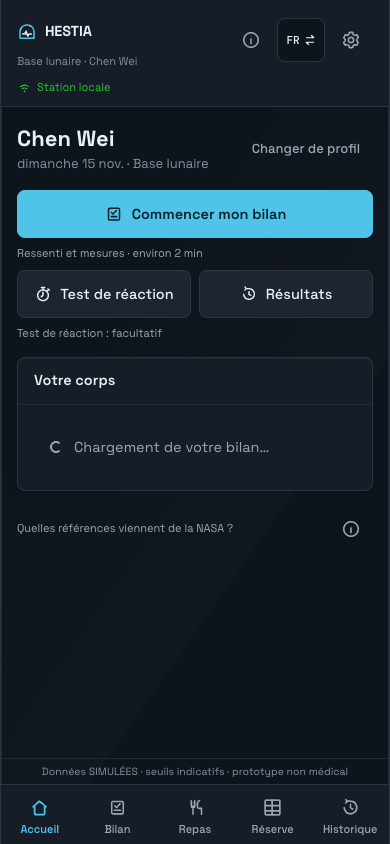 HESTIA
FR
Base lunaire · Chen Wei
Station locale
Chen Wei
dimanche 15 nov. · Base lunaire
Changer de profil
Commencer mon bilan
Ressenti et mesures · environ 2 min
Test de réaction
Résultats
Test de réaction : facultatif
Votre corps
Chargement de votre bilan…
Quelles références viennent de la NASA ?
Données SIMULÉES · seuils indicatifs · prototype non médical
Accueil
Bilan
Repas
Réserve
Historique